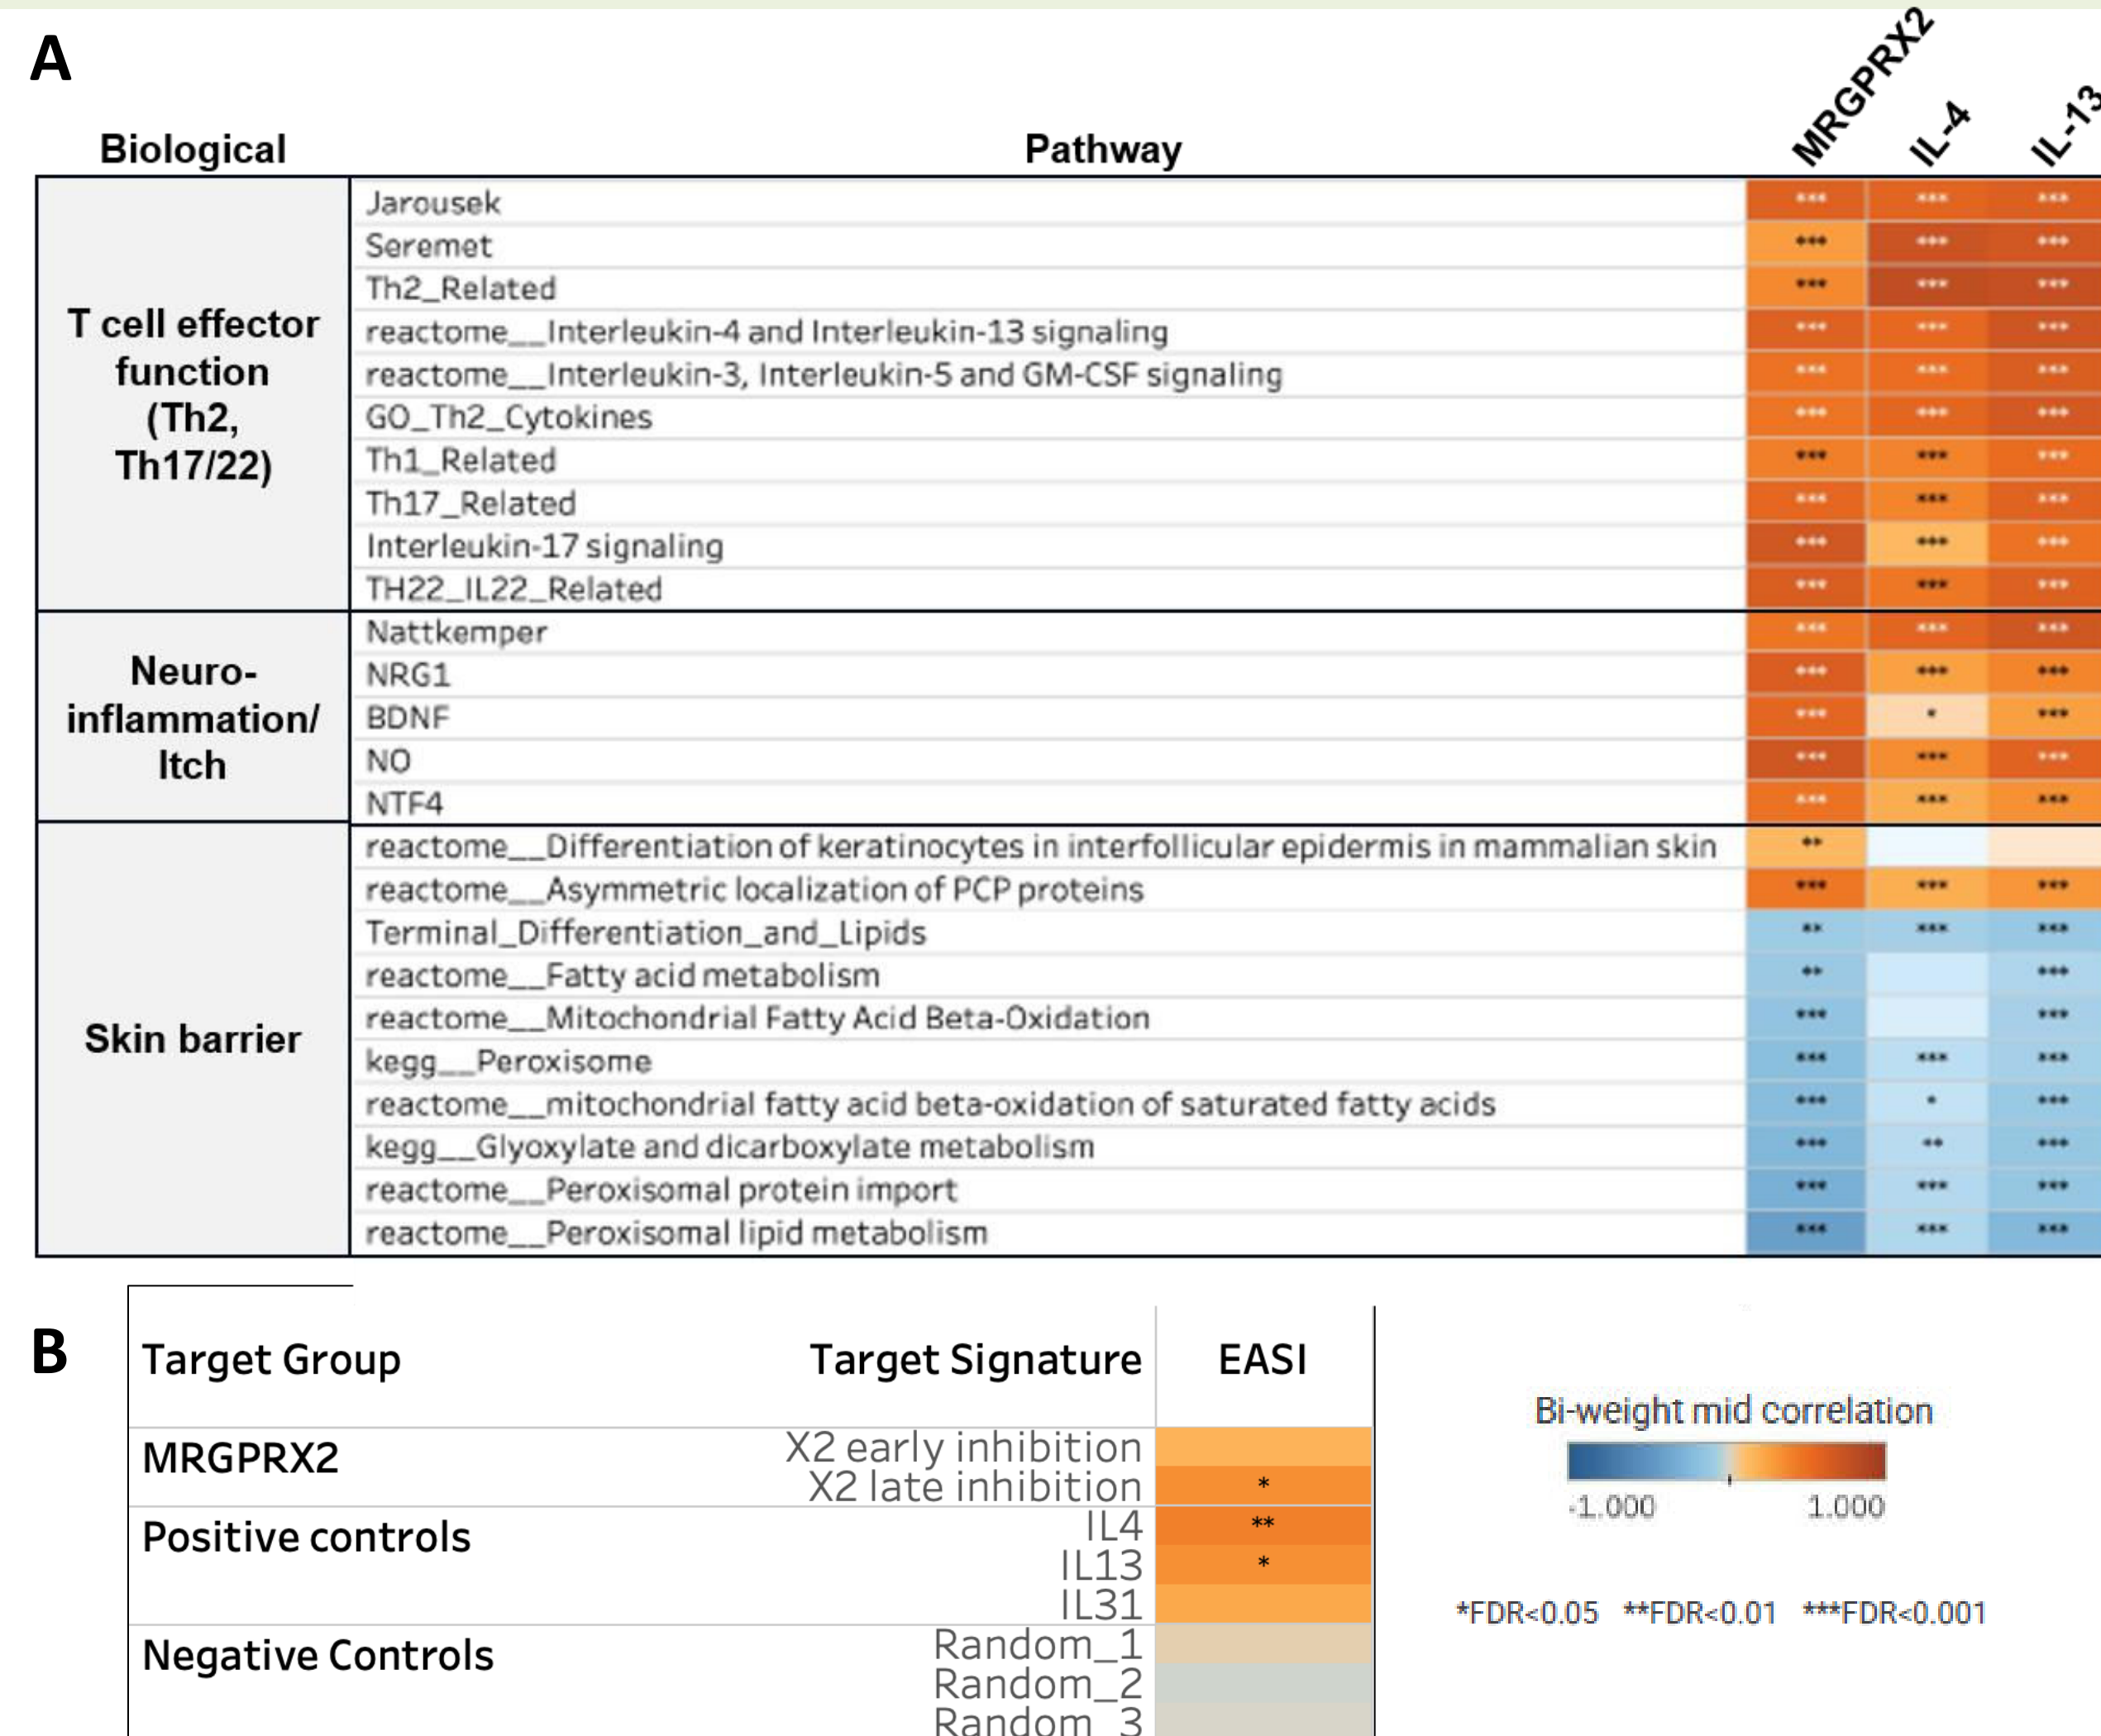 A
MRGPRX2
IL-4
IL-13
Biological
Pathway
T cell effector
function
(Th2,
Th17/22)
Jarousek *** *** ***
Seremet *** *** ***
Th2_Related *** *** ***
reactome__Interleukin-4 and Interleukin-13 signaling *** *** ***
reactome__Interleukin-3, Interleukin-5 and GM-CSF signaling *** *** ***
GO_Th2_Cytokines *** *** ***
Th1_Related *** *** ***
Th17_Related *** *** ***
Interleukin-17 signaling *** *** ***
TH22_IL22_Related *** *** ***
Neuro-
inflammation/
Itch
Nattkemper *** *** ***
NRG1 *** *** ***
BDNF *** * ***
NO *** *** ***
NTF4 *** *** ***
Skin barrier
reactome__Differentiation of keratinocytes in interfollicular epidermis in mammalian skin **
reactome__Asymmetric localization of PCP proteins *** *** ***
Terminal_Differentiation_and_Lipids ** *** ***
reactome__Fatty acid metabolism ** ***
reactome__Mitochondrial Fatty Acid Beta-Oxidation *** ***
kegg__Peroxisome *** *** ***
reactome__mitochondrial fatty acid beta-oxidation of saturated fatty acids *** * ***
kegg__Glyoxylate and dicarboxylate metabolism *** ** ***
reactome__Peroxisomal protein import *** *** ***
reactome__Peroxisomal lipid metabolism *** *** ***
B
Target Group Target Signature EASI
MRGPRX2 X2 early inhibition
X2 late inhibition *
Positive controls IL4 **
IL13 *
IL31
Negative Controls Random_1
Random_2
Random_3
Bi-weight mid correlation
-1.000 1.000
*FDR<0.05 **FDR<0.01 ***FDR<0.001